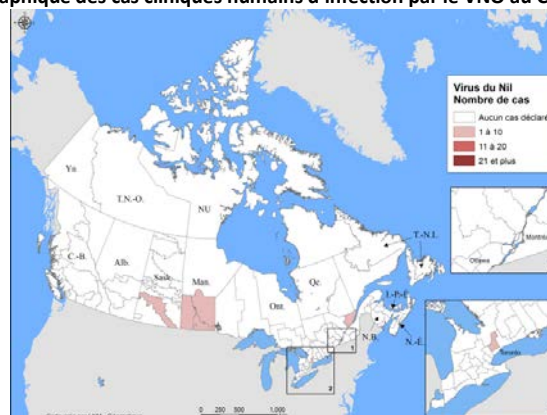 aphique des cas cliniques humains d'infection par le VNO au C
Virus du Nil
Nombre de cas
Aucun cas déclaré
1 à 10
11 à 20
21 et plus
Yn
T.N.-O.
NU
C.-B.
Alb.
Sask.
Man.
Ont.
Qc.
T.-N.L.
Î.-P.-É.
N.B.
N.-É.
1
2
Ottawa
Montréal
Toronto
0 250 500 1,000